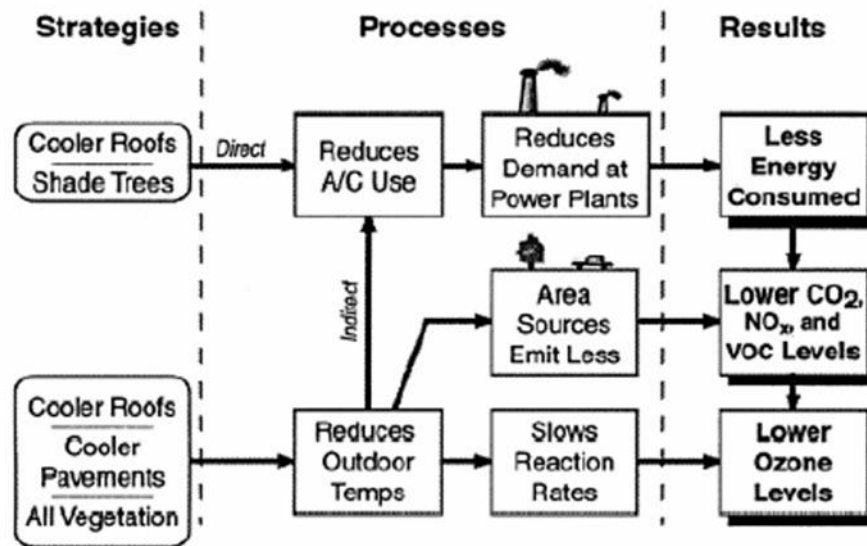 Strategies
Processes
Results
Cooler Roofs
Shade Trees
Direct
Reduces
A/C Use
Reduces
Demand at
Power Plants
Less
Energy
Consumed
Indirect
Area
Sources
Emit Less
Lower CO₂,
NOₓ, and
VOC Levels
Cooler Roofs
Cooler
Pavements
All Vegetation
Reduces
Outdoor
Temps
Slows
Reaction
Rates
Lower
Ozone
Levels